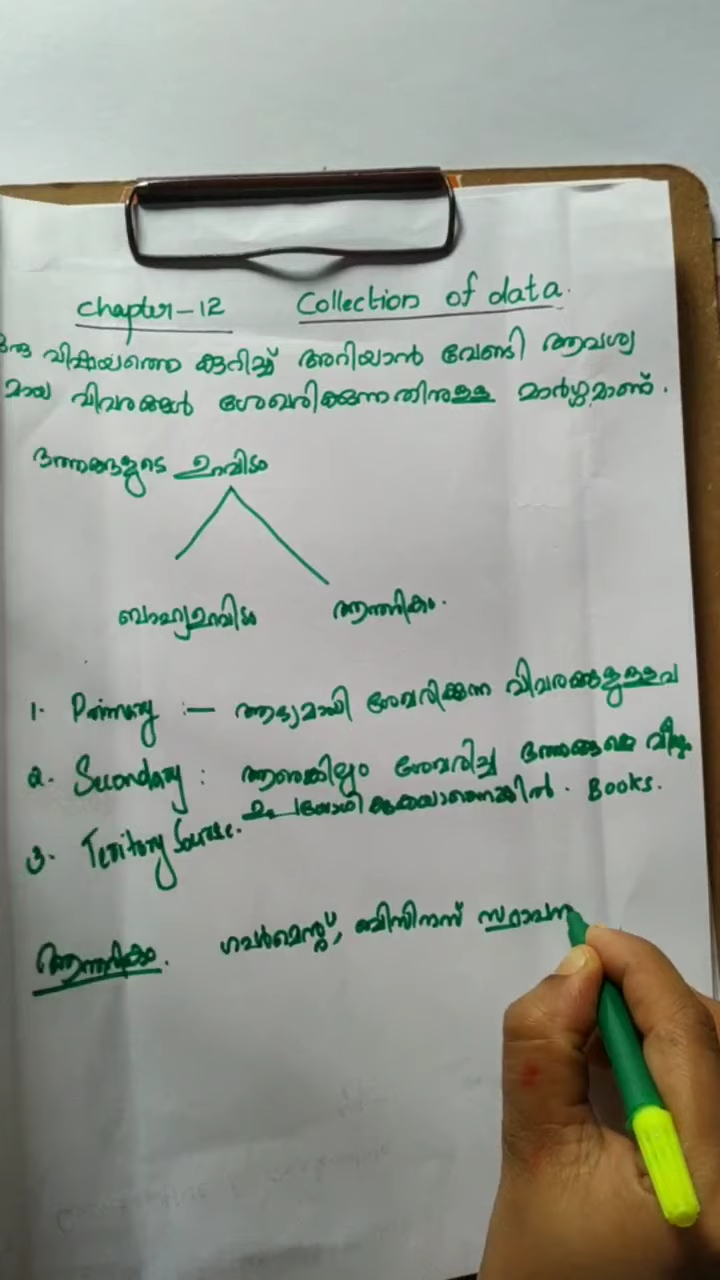 Chapter-12 Collection of data.
ഒരു വിഷയത്തെ കുറിച്ച് അറിയാൻ വേണ്ടി ആവശ്യ
മായ വിവരങ്ങൾ ശേഖരിക്കുന്നതിനുള്ള മാർഗ്ഗമാണ്.
ദത്തങ്ങളുടെ ഉറവിടം
ബാഹ്യഉറവിടം ആന്തരികം.
1. Primary :— ആദ്യമായി ശേഖരിക്കുന്ന വിവരങ്ങളുള്ളവ
2. Secondary : ആരെങ്കിലും ശേഖരിച്ച ദത്തങ്ങളെ വീണ്ടും
ഉപയോഗിക്കുകയാണെങ്കിൽ. Books.
3. Teritory Source.
ആന്തരികം. ഗവർമെന്റ്, ബിസിനസ് സ്ഥാപന